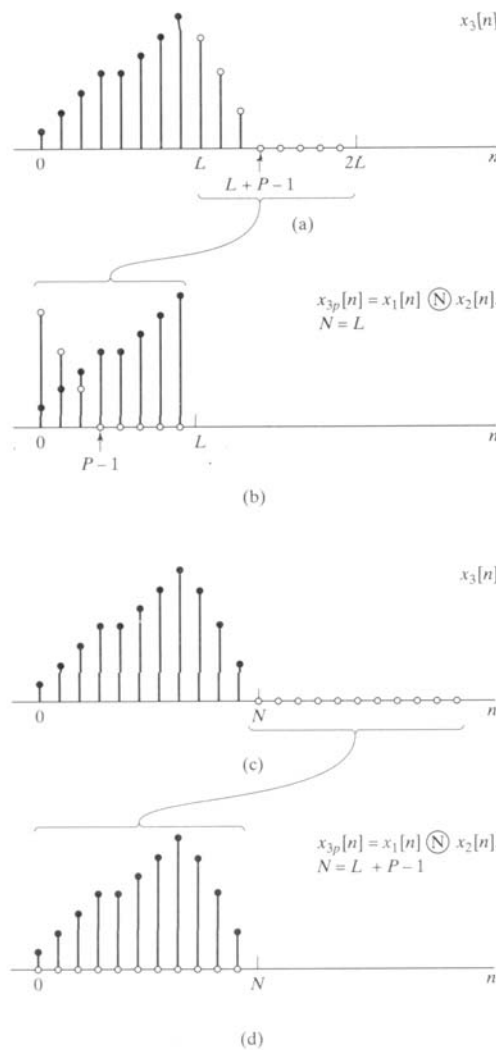 x₃[n]
0 L 2L n
L + P − 1
(a)
x₃ₚ[n] = x₁[n] Ⓝ x₂[n].
N = L
0 L n
P − 1
(b)
x₃[n]
0 N n
(c)
x₃ₚ[n] = x₁[n] Ⓝ x₂[n].
N = L + P − 1
0 N n
(d)